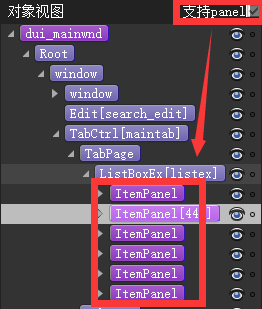 对象视图 支持panel
dui_mainwnd
Root
window
window
Edit[search_edit]
TabCtrl[maintab]
TabPage
ListBoxEx[listex]
ItemPanel
ItemPanel[44
ItemPanel
ItemPanel
ItemPanel
ItemPanel